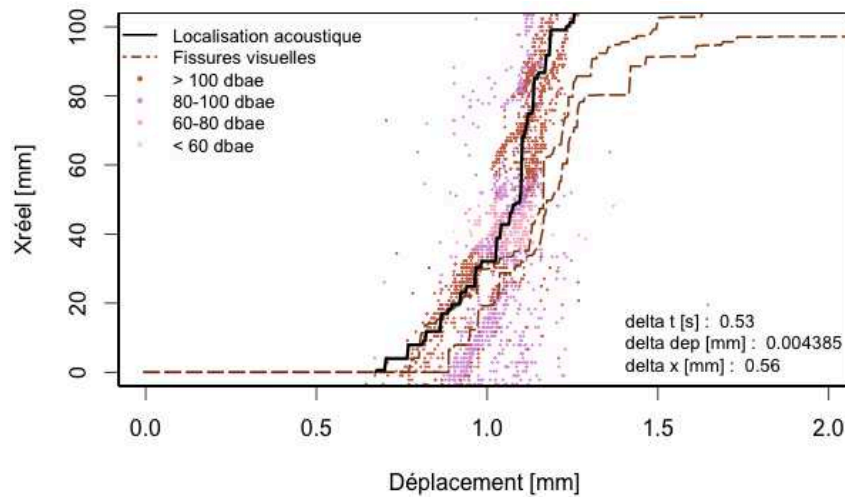 100
80
60
40
20
0
Xréel [mm]
Localisation acoustique
Fissures visuelles
> 100 dbae
80-100 dbae
60-80 dbae
< 60 dbae
delta t [s] : 0.53
delta dep [mm] : 0.004385
delta x [mm] : 0.56
0.0 0.5 1.0 1.5 2.0
Déplacement [mm]